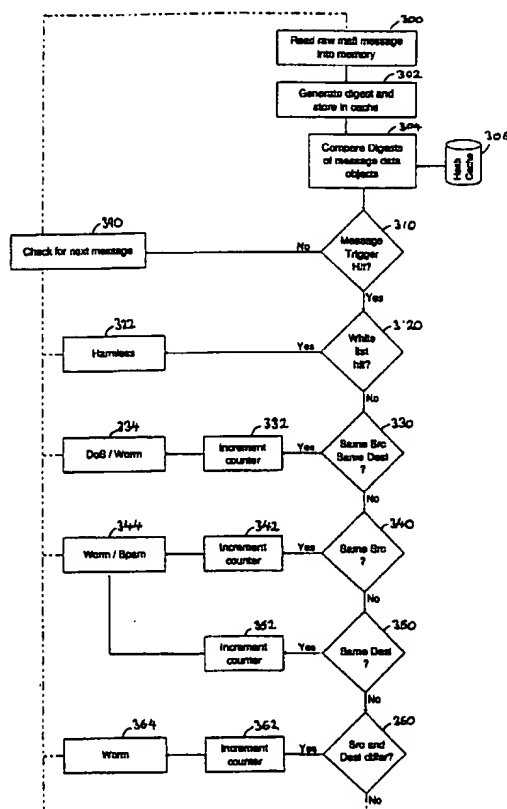 300
Read raw mail message
into memory
302
Generate digest and
store in cache
304
Compare Digests
of message data
objects
306
Hash
Cache
310
Message
Trigger
Hit?
No
390
Check for next message
Yes
320
White
list
hit?
Yes
322
Harmless
No
330
Same Src
Same Dest
?
Yes
332
Increment
counter
334
DoS / Worm
No
340
Same Src
?
Yes
342
Increment
counter
344
Worm / Spam
No
350
Same Dest
?
Yes
352
Increment
counter
No
360
Src and
Dest differ?
Yes
362
Increment
counter
364
Worm
No